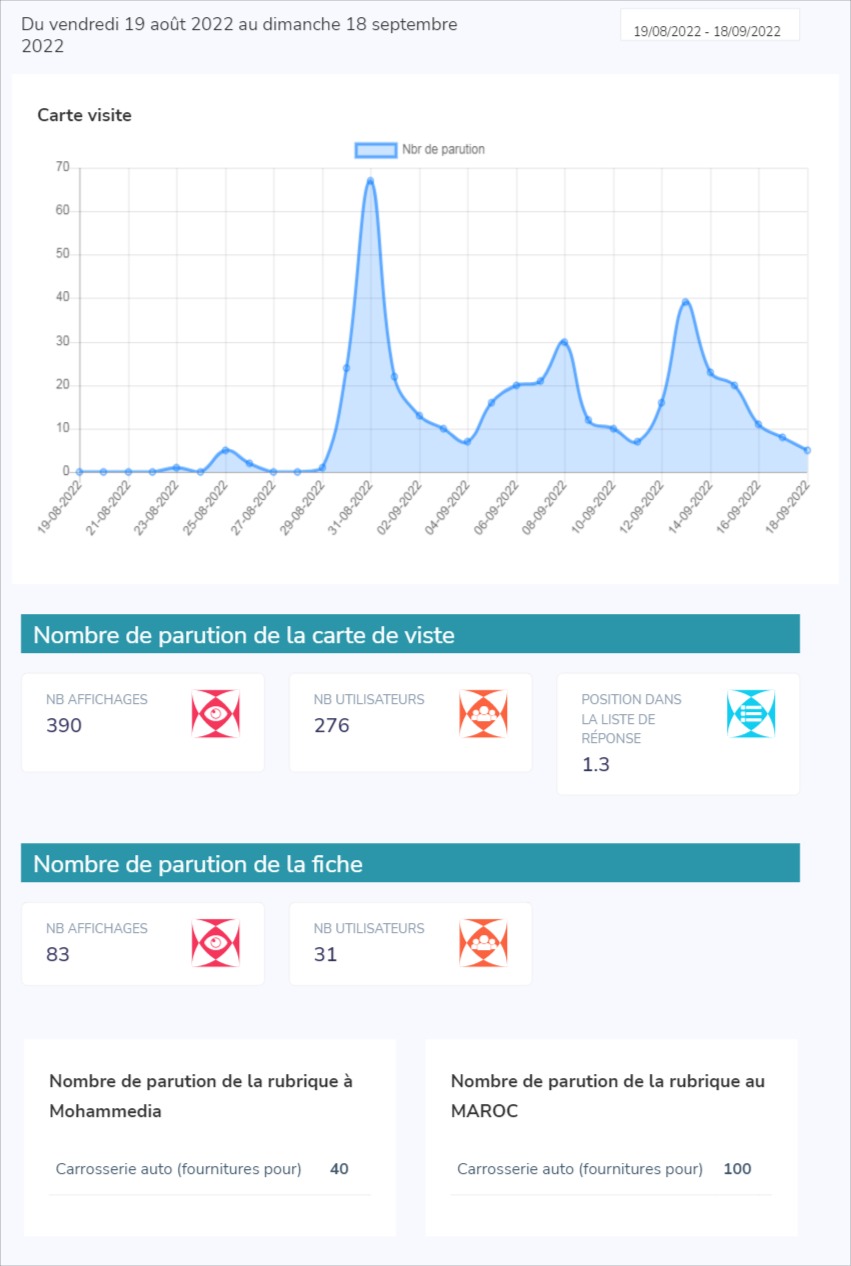 Du vendredi 19 août 2022 au dimanche 18 septembre
2022
19/08/2022 - 18/09/2022
Carte visite
Nbr de parution
70
60
50
40
30
20
10
0
19-08-2022
21-08-2022
23-08-2022
25-08-2022
27-08-2022
29-08-2022
31-08-2022
02-09-2022
04-09-2022
06-09-2022
08-09-2022
10-09-2022
12-09-2022
14-09-2022
16-09-2022
18-09-2022
Nombre de parution de la carte de viste
NB AFFICHAGES
390
NB UTILISATEURS
276
POSITION DANS
LA LISTE DE
RÉPONSE
1.3
Nombre de parution de la fiche
NB AFFICHAGES
83
NB UTILISATEURS
31
Nombre de parution de la rubrique à
Mohammedia
Carrosserie auto (fournitures pour) 40
Nombre de parution de la rubrique au
MAROC
Carrosserie auto (fournitures pour) 100